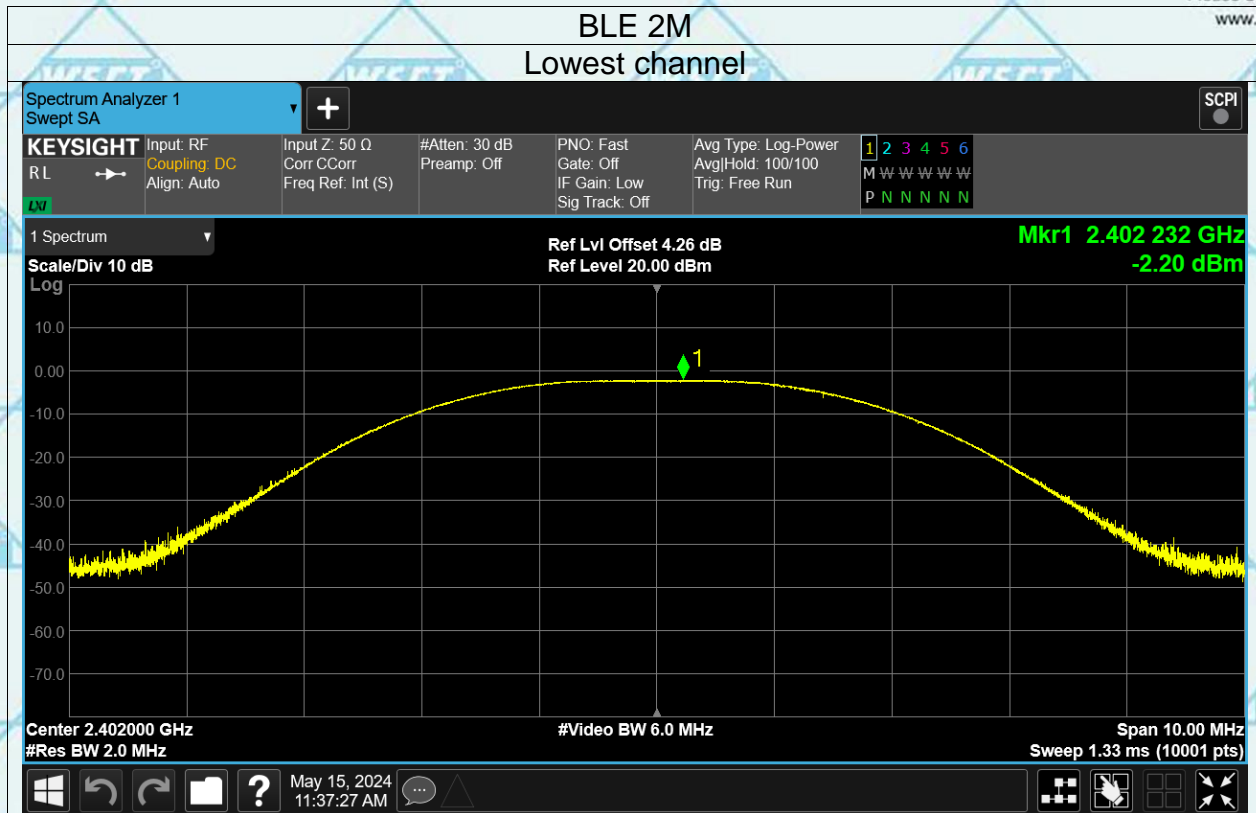 www.
BLE 2M
Lowest channel
Spectrum Analyzer 1
Swept SA
SCPI
KEYSIGHT
R L
LXI
Input: RF
Coupling: DC
Align: Auto
Input Z: 50 Ω
Corr CCorr
Freq Ref: Int (S)
#Atten: 30 dB
Preamp: Off
PNO: Fast
Gate: Off
IF Gain: Low
Sig Track: Off
Avg Type: Log-Power
Avg|Hold: 100/100
Trig: Free Run
1 2 3 4 5 6
M W W W W W
P N N N N N
1 Spectrum
Scale/Div 10 dB
Log
Ref Lvl Offset 4.26 dB
Ref Level 20.00 dBm
Mkr1 2.402 232 GHz
-2.20 dBm
1
10.0
0.00
-10.0
-20.0
-30.0
-40.0
-50.0
-60.0
-70.0
Center 2.402000 GHz
#Res BW 2.0 MHz
#Video BW 6.0 MHz
Span 10.00 MHz
Sweep 1.33 ms (10001 pts)
?
May 15, 2024
11:37:27 AM